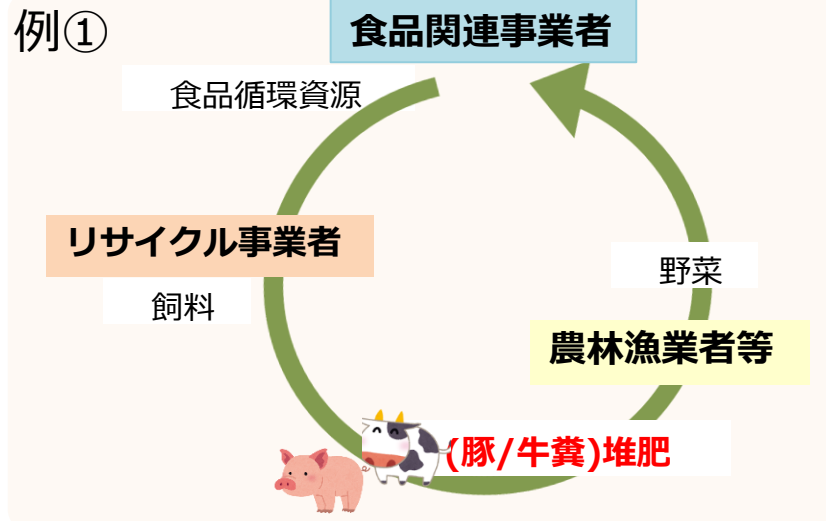 例①
食品関連事業者
食品循環資源
リサイクル事業者
飼料
(豚/牛糞)堆肥
農林漁業者等
野菜